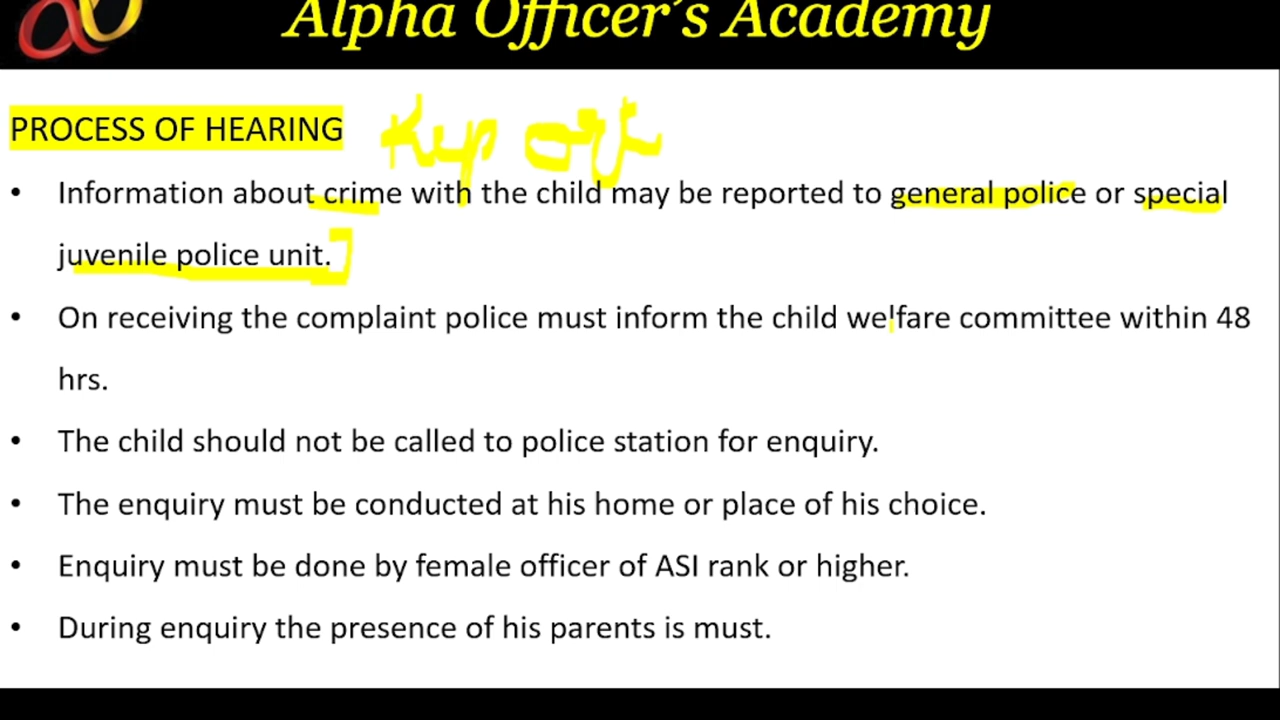 Alpha Officer's Academy
PROCESS OF HEARING
• Information about crime with the child may be reported to general police or special
juvenile police unit.
• On receiving the complaint police must inform the child welfare committee within 48
hrs.
• The child should not be called to police station for enquiry.
• The enquiry must be conducted at his home or place of his choice.
• Enquiry must be done by female officer of ASI rank or higher.
• During enquiry the presence of his parents is must.